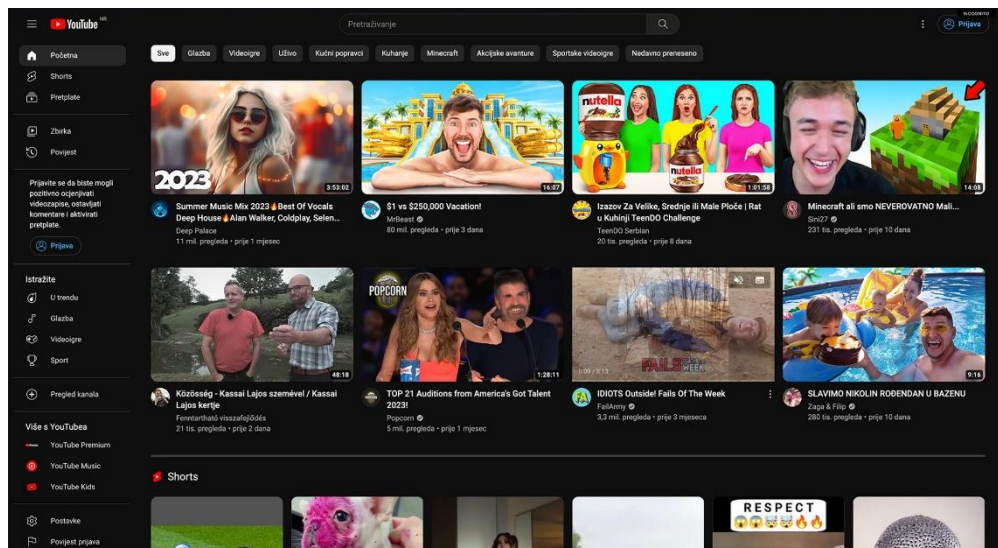 YouTube HR
Pretraživanje
INCOGNITO
Prijava
Početna
Shorts
Pretplate
Zbirka
Povijest
Prijavite se da biste mogli
pozitivno ocjenjivati
videozapise, ostavljati
komentare i aktivirati
pretplate.
Prijava
Istražite
U trendu
Glazba
Videoigre
Sport
Pregled kanala
Više s YouTubea
YouTube Premium
YouTube Music
YouTube Kids
Postavke
Povijest prijava
Sve
Glazba
Videoigre
Uživo
Kućni popravci
Kuhanje
Minecraft
Akcijske avanture
Sportske videoigre
Nedavno preneseno
2023
3:53:02
Summer Music Mix 2023🔥Best Of Vocals
Deep House🔥Alan Walker, Coldplay, Selen...
Deep Palace
11 mil. pregleda • prije 1 mjesec
16:07
$1 vs $250,000 Vacation!
MrBeast
80 mil. pregleda • prije 3 dana
nutella
nutella
1:01:58
Izazov Za Velike, Srednje ili Male Ploče | Rat
u Kuhinji TeenDO Challenge
TeenDO Serbian
20 tis. pregleda • prije 8 dana
14:08
Minecraft ali smo NEVEROVATNO Mali...
Sini27
231 tis. pregleda • prije 10 dana
48:18
Közösség - Kassai Lajos szemével / Kassai
Lajos kertje
Fenntartható visszafejlődés
21 tis. pregleda • prije 2 dana
POPCORN
1:28:11
TOP 21 Auditions from America's Got Talent
2023!
Popcorn
5 mil. pregleda • prije 1 mjesec
FAILS OF THE WEEK
0:00 / 8:13
IDIOTS Outside! Fails Of The Week
FailArmy
3,3 mil. pregleda • prije 3 mjeseca
9:16
SLAVIMO NIKOLIN ROĐENDAN U BAZENU
Zaga & Filip
280 tis. pregleda • prije 10 dana
Shorts
RESPECT